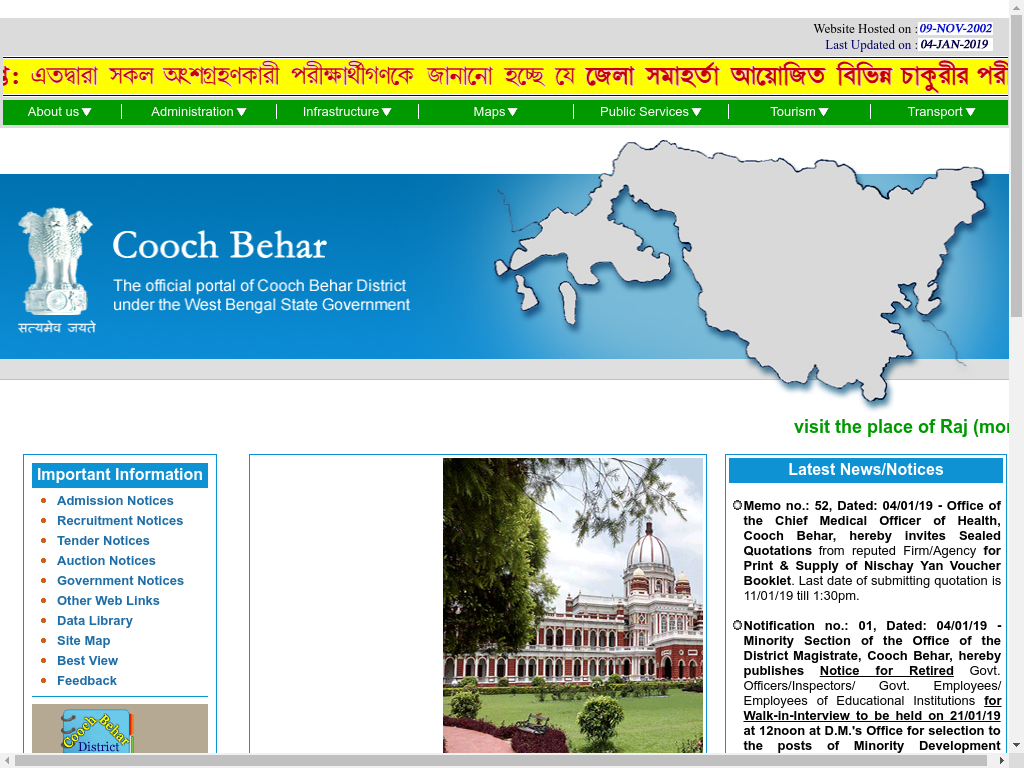 Website Hosted on : 09-NOV-2002
Last Updated on : 04-JAN-2019
এতদ্বারা সকল অংশগ্রহণকারী পরীক্ষার্থীগণকে জানানো হচ্ছে যে জেলা সমাহর্তা আয়োজিত বিভিন্ন চাকুরীর
About us Administration Infrastructure Maps Public Services Tourism Transport
Cooch Behar
The official portal of Cooch Behar District
under the West Bengal State Government
सत्यमेव जयते
visit the place of Raj
Important Information
Admission Notices
Recruitment Notices
Tender Notices
Auction Notices
Government Notices
Other Web Links
Data Library
Site Map
Best View
Feedback
Cooch Behar
District
Latest News/Notices
Memo no.: 52, Dated: 04/01/19 - Office of
the Chief Medical Officer of Health,
Cooch Behar, hereby invites Sealed
Quotations from reputed Firm/Agency for
Print & Supply of Nischay Yan Voucher
Booklet. Last date of submitting quotation is
11/01/19 till 1:30pm.
Notification no.: 01, Dated: 04/01/19 -
Minority Section of the Office of the
District Magistrate, Cooch Behar, hereby
publishes Notice for Retired Govt.
Officers/Inspectors/ Govt. Employees/
Employees of Educational Institutions for
Walk-in-Interview to be held on 21/01/19
at 12noon at D.M.'s Office for selection to
the posts of Minority Development